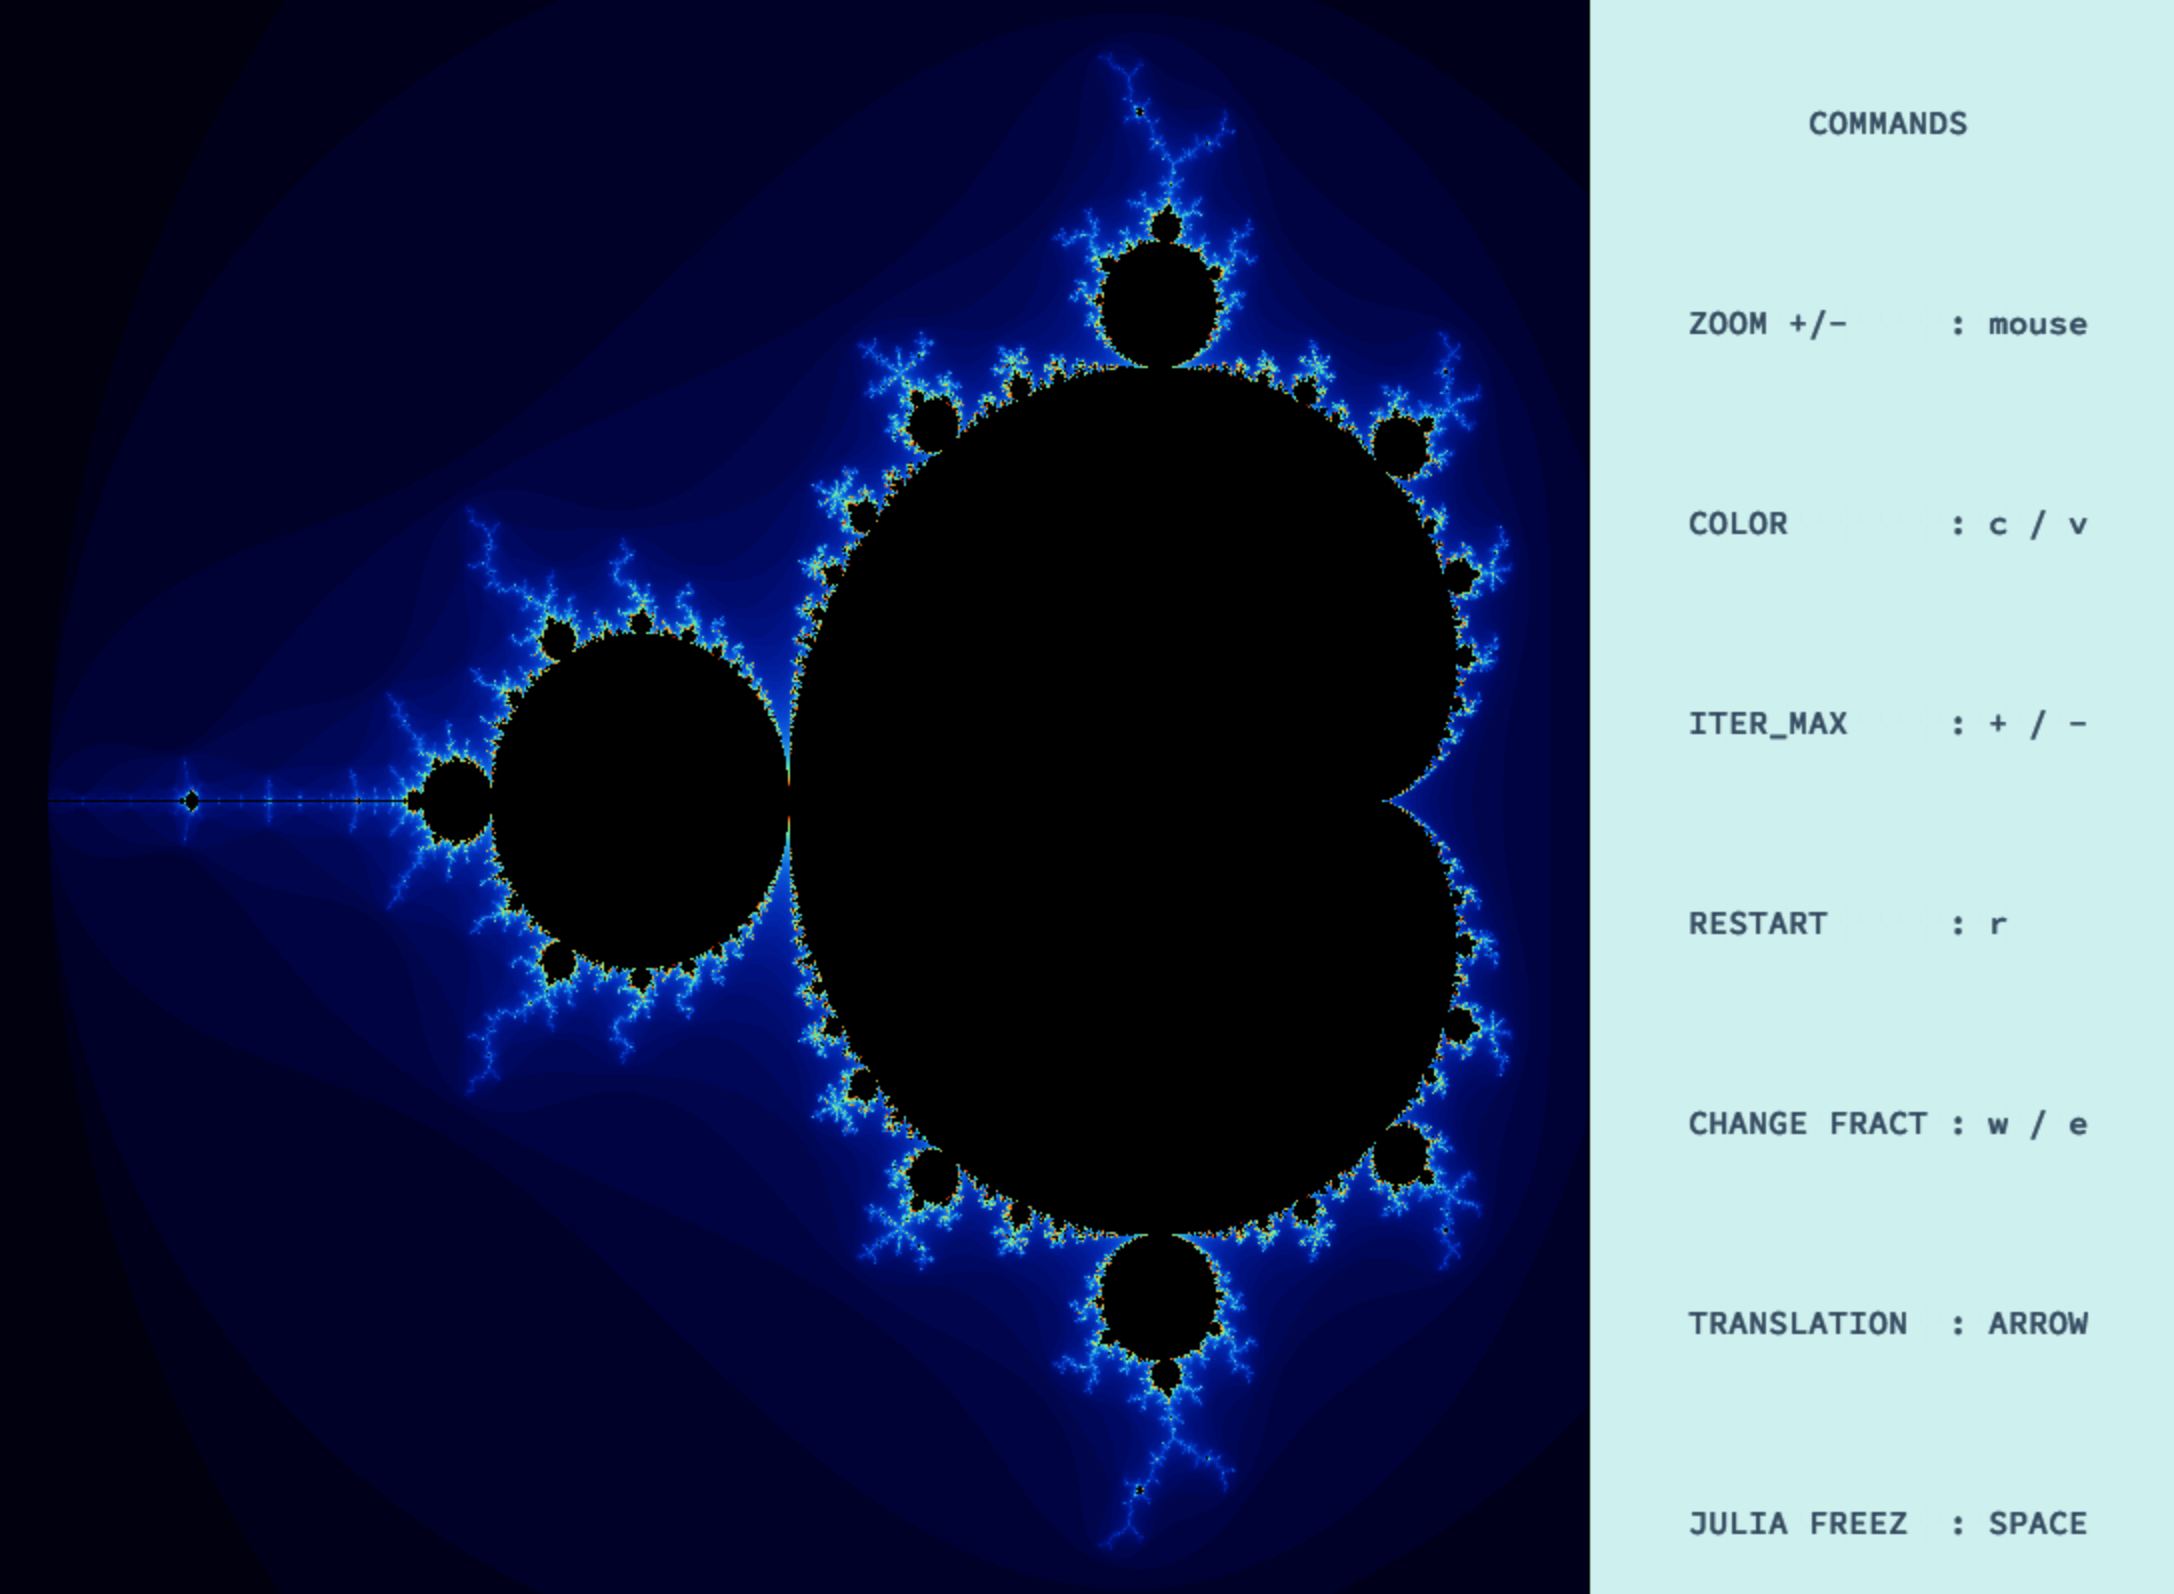 COMMANDS
ZOOM +/- : mouse
COLOR : c / v
ITER_MAX : + / -
RESTART : r
CHANGE FRACT : w / e
TRANSLATION : ARROW
JULIA FREEZ : SPACE